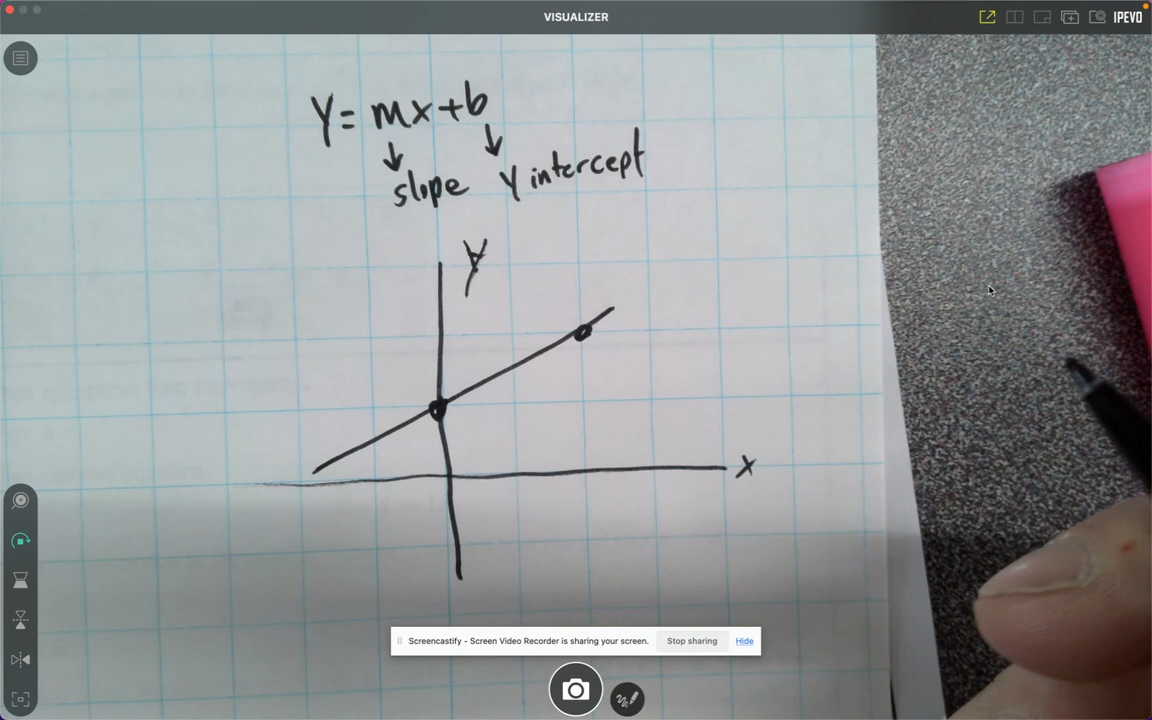 VISUALIZER
IPEVO
Y = mx + b
slope Y intercept
Y
x
Screencastify - Screen Video Recorder is sharing your screen. Stop sharing Hide